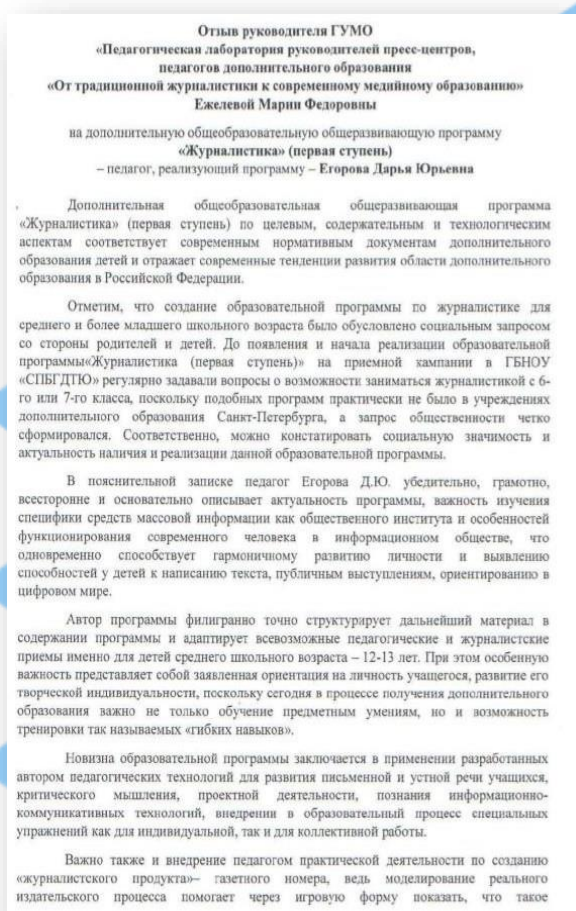 Отзыв руководителя ГУМО
«Педагогическая лаборатория руководителей пресс-центров,
педагогов дополнительного образования
«От традиционной журналистики к современному медийному образованию»
Ежелевой Марии Федоровны
на дополнительную общеобразовательную общеразвивающую программу
«Журналистика» (первая ступень)
– педагог, реализующий программу – Егорова Дарья Юрьевна
Дополнительная общеобразовательная общеразвивающая программа
«Журналистика» (первая ступень) по целевым, содержательным и технологическим
аспектам соответствует современным нормативным документам дополнительного
образования детей и отражает современные тенденции развития области дополнительного
образования в Российской Федерации.
Отметим, что создание образовательной программы по журналистике для
среднего и более младшего школьного возраста было обусловлено социальным запросом
со стороны родителей и детей. До появления и начала реализации образовательной
программы«Журналистика (первая ступень)» на приемной кампании в ГБНОУ
«СПБГДТЮ» регулярно задавали вопросы о возможности заниматься журналистикой с 6-
го или 7-го класса, поскольку подобных программ практически не было в учреждениях
дополнительного образования Санкт-Петербурга, а запрос общественности четко
сформировался. Соответственно, можно констатировать социальную значимость и
актуальность наличия и реализации данной образовательной программы.
В пояснительной записке педагог Егорова Д.Ю. убедительно, грамотно,
всесторонне и основательно описывает актуальность программы, важность изучения
специфики средств массовой информации как общественного института и особенностей
функционирования современного человека в информационном обществе, что
одновременно способствует гармоничному развитию личности и выявлению
способностей у детей к написанию текста, публичным выступлениям, ориентированию в
цифровом мире.
Автор программы филигранно точно структурирует дальнейший материал в
содержании программы и адаптирует всевозможные педагогические и журналистские
приемы именно для детей среднего школьного возраста – 12-13 лет. При этом особенную
важность представляет собой заявленная ориентация на личность учащегося, развитие его
творческой индивидуальности, поскольку сегодня в процессе получения дополнительного
образования важно не только обучение предметным умениям, но и возможность
тренировки так называемых «гибких навыков».
Новизна образовательной программы заключается в применении разработанных
автором педагогических технологий для развития письменной и устной речи учащихся,
критического мышления, проектной деятельности, познания информационно-
коммуникативных технологий, внедрении в образовательный процесс специальных
упражнений как для индивидуальной, так и для коллективной работы.
Важно также и внедрение педагогом практической деятельности по созданию
«журналистского продукта»– газетного номера, ведь моделирование реального
издательского процесса помогает через игровую форму показать, что такое